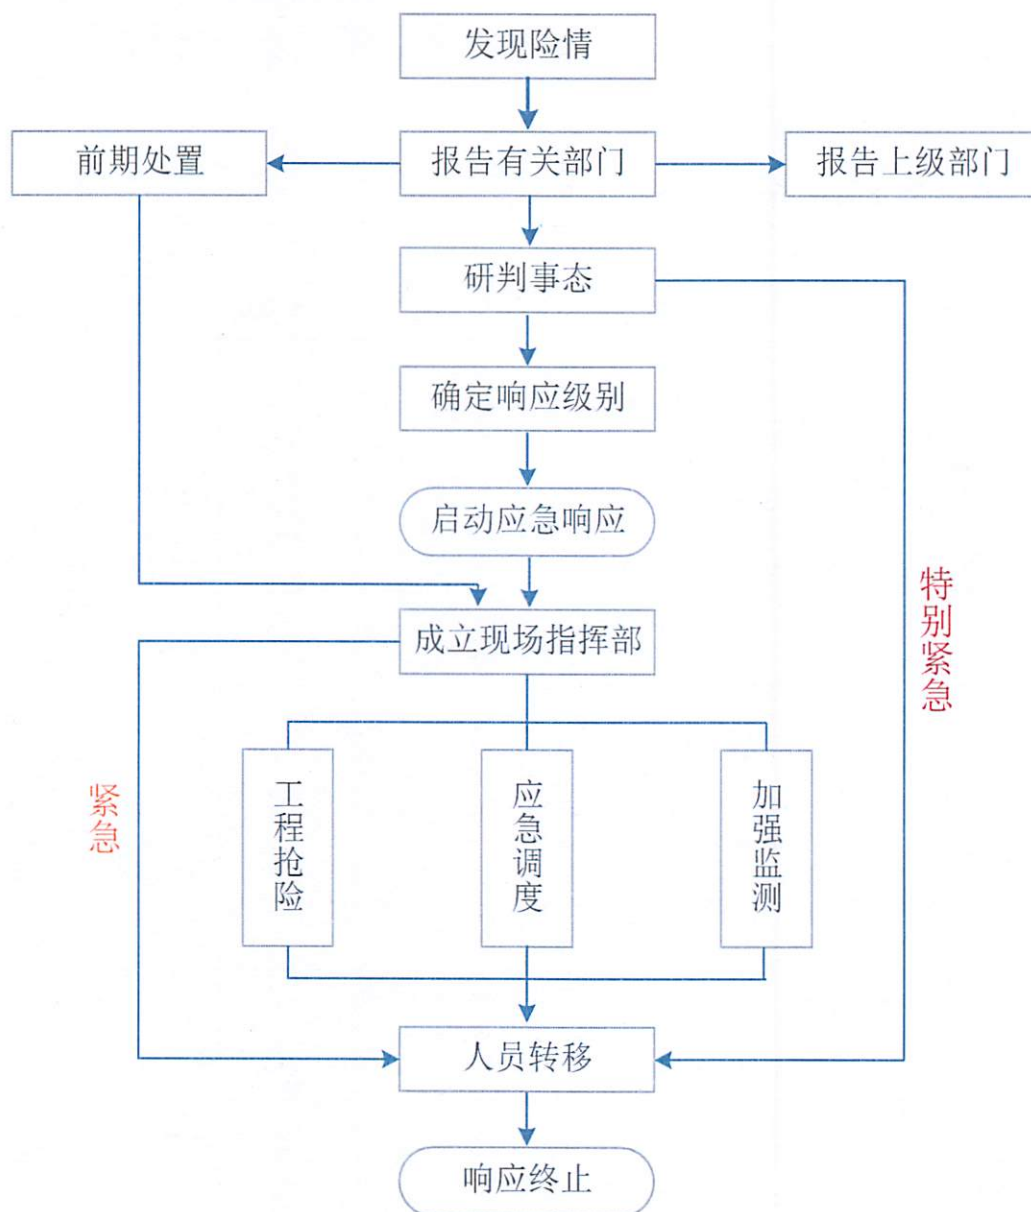 发现险情
前期处置
报告有关部门
报告上级部门
研判事态
确定响应级别
启动应急响应
特别紧急
成立现场指挥部
紧急
工程抢险
应急调度
加强监测
人员转移
响应终止